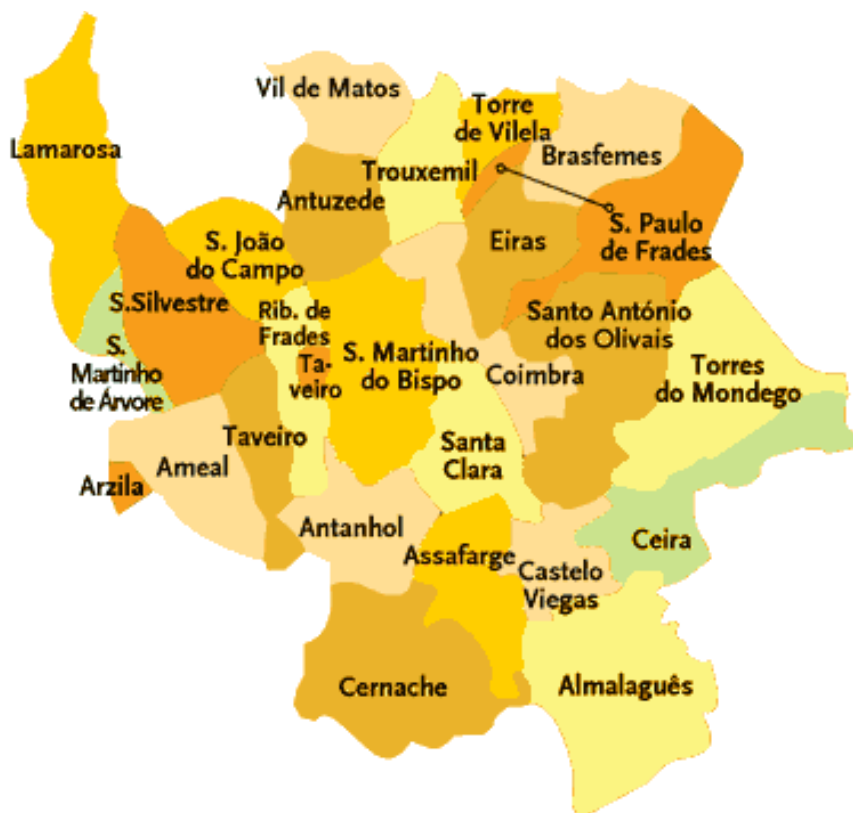 Vil de Matos
Torre
de Vilela
Lamarosa
Trouxemil
Brasfemes
Antuzede
S. Paulo
de Frades
S. João
do Campo
Eiras
S.Silvestre
Rib. de
Frades
Santo António
dos Olivais
S.
Martinho
de Árvore
Ta-
veiro
S. Martinho
do Bispo
Coimbra
Torres
do Mondego
Taveiro
Santa
Clara
Ameal
Arzila
Antanhol
Assafarge
Ceira
Castelo
Viegas
Cernache
Almalaguês